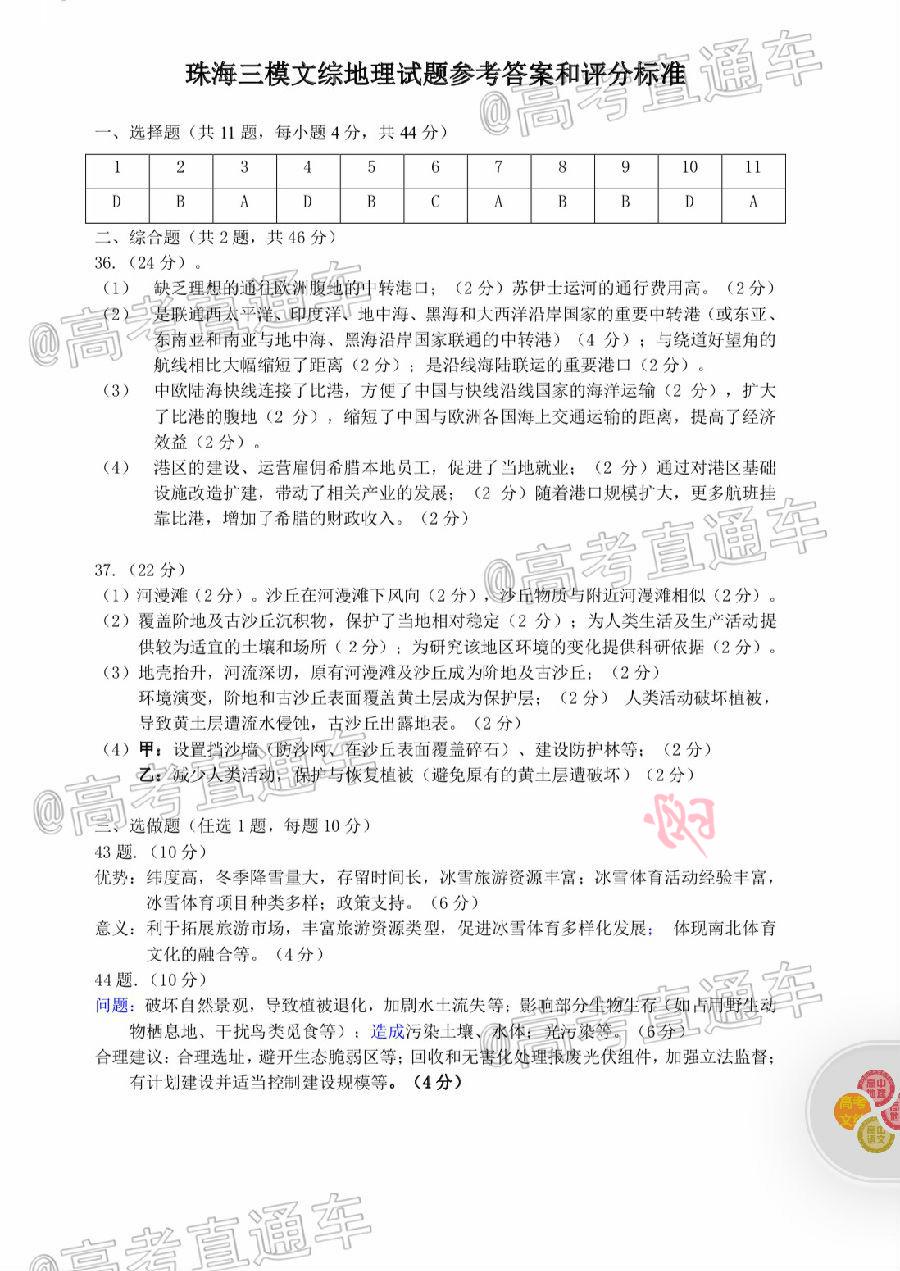 珠海三模文综地理试题参考答案和评分标准
@高考直通车
一、选择题（共 11 题，每小题 4 分，共 44 分）
1 2 3 4 5 6 7 8 9 10 11
D B A D B C A B B D A
二、综合题（共 2 题，共 46 分）
36.（24 分）。
（1） 缺乏理想的通往欧洲腹地的中转港口；（2 分）苏伊士运河的通行费用高。（2 分）
（2） 是联通西太平洋、印度洋、地中海、黑海和大西洋沿岸国家的重要中转港（或东亚、
东南亚和南亚与地中海、黑海沿岸国家联通的中转港）（4 分）；与绕道好望角的
航线相比大幅缩短了距离（2 分）；是沿线海陆联运的重要港口（2 分）。
@高考直通车
（3） 中欧陆海快线连接了比港，方便了中国与快线沿线国家的海洋运输（2 分），扩大
了比港的腹地（2 分），缩短了中国与欧洲各国海上交通运输的距离，提高了经济
效益（2 分）。
（4） 港区的建设、运营雇佣希腊本地员工，促进了当地就业；（2 分）通过对港区基础
设施改造扩建，带动了相关产业的发展；（2 分）随着港口规模扩大，更多航班挂
靠比港，增加了希腊的财政收入。（2 分）
@高考直通车
37.（22 分）
（1）河漫滩（2 分）。沙丘在河漫滩下风向（2 分），沙丘物质与附近河漫滩相似（2 分）。
（2）覆盖阶地及古沙丘沉积物，保护了当地相对稳定（2 分）；为人类生活及生产活动提
供较为适宜的土壤和场所（2 分）；为研究该地区环境的变化提供科研依据（2 分）。
（3）地壳抬升，河流深切，原有河漫滩及沙丘成为阶地及古沙丘；（2 分）
环境演变，阶地和古沙丘表面覆盖黄土层成为保护层；（2 分） 人类活动破坏植被，
导致黄土层遭流水侵蚀，古沙丘出露地表。（2 分）
（4）甲：设置挡沙墙（防沙网、在沙丘表面覆盖碎石）、建设防护林等；（2 分）
乙：减少人类活动；保护与恢复植被（避免原有的黄土层遭破坏）（2 分）
@高考直通车
三、选做题（任选 1 题，每题 10 分）
43 题.（10 分）
优势：纬度高，冬季降雪量大，存留时间长，冰雪旅游资源丰富；冰雪体育活动经验丰富，
冰雪体育项目种类多样；政策支持。（6 分）
意义：利于拓展旅游市场，丰富旅游资源类型，促进冰雪体育多样化发展； 体现南北体育
文化的融合等。（4 分）
44 题.（10 分）
问题：破坏自然景观，导致植被退化，加剧水土流失等；影响部分生物生存（如占用野生动
物栖息地、干扰鸟类觅食等）；造成污染土壤、水体；光污染等。（6 分）
@高考直通车
合理建议：合理选址，避开生态脆弱区等；回收和无害化处理报废光伏组件，加强立法监督；
有计划建设并适当控制建设规模等。（4 分）
高中
地理
高考
文综
高中
语文
@高考直通车